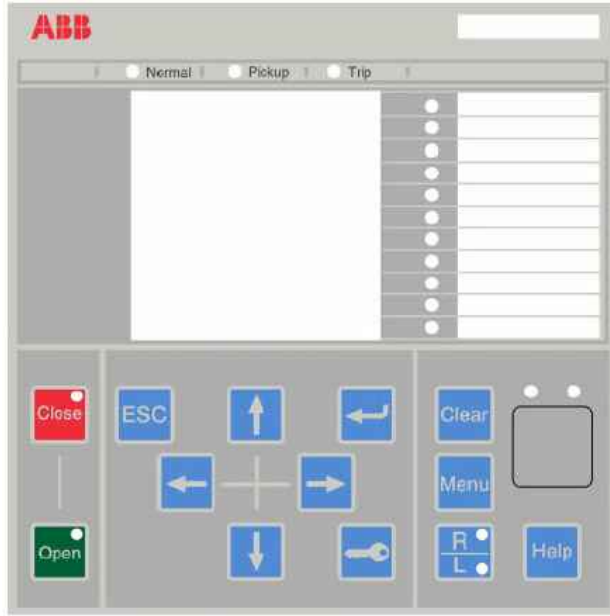 ABB
Normal Pickup Trip
Close ESC Clear
Menu
Open R L Help